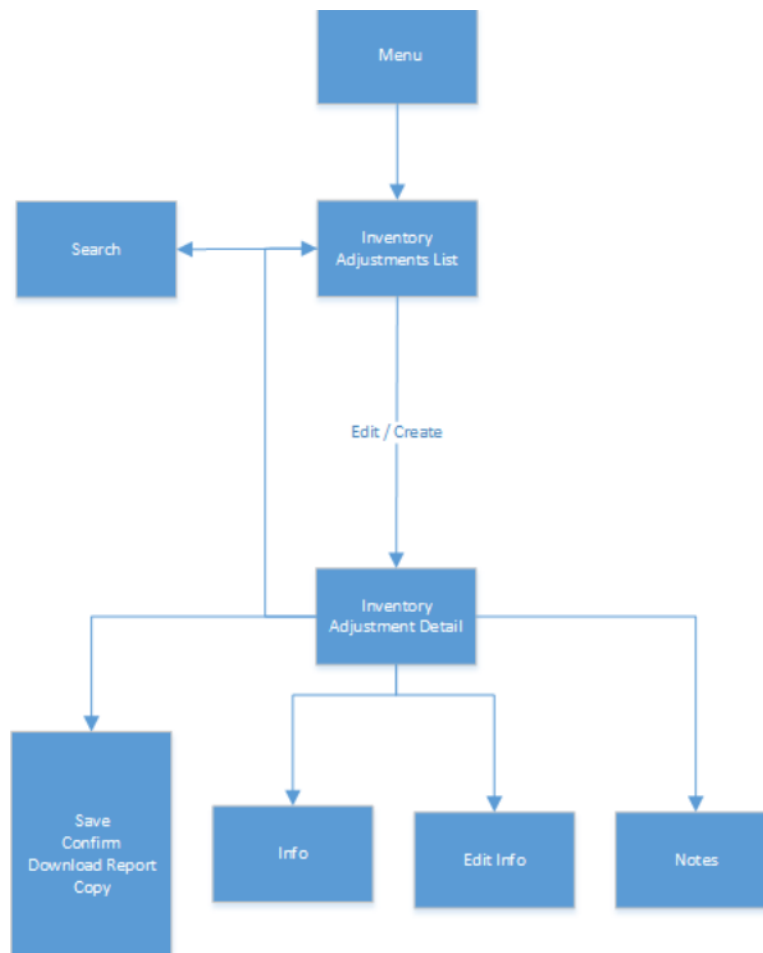 Menu
Search
Inventory
Adjustments List
Edit / Create
Inventory
Adjustment Detail
Save
Confirm
Download Report
Copy
Info
Edit Info
Notes